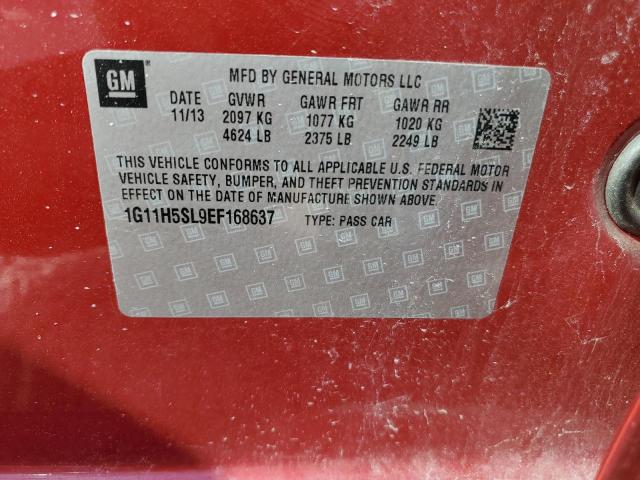 GM
MFD BY GENERAL MOTORS LLC
DATE GVWR GAWR FRT GAWR RR
11/13 2097 KG 1077 KG 1020 KG
4624 LB 2375 LB 2249 LB
THIS VEHICLE CONFORMS TO ALL APPLICABLE U.S. FEDERAL MOTOR
VEHICLE SAFETY, BUMPER, AND THEFT PREVENTION STANDARDS IN
EFFECT ON THE DATE OF MANUFACTURE SHOWN ABOVE.
1G11H5SL9EF168637 TYPE: PASS CAR